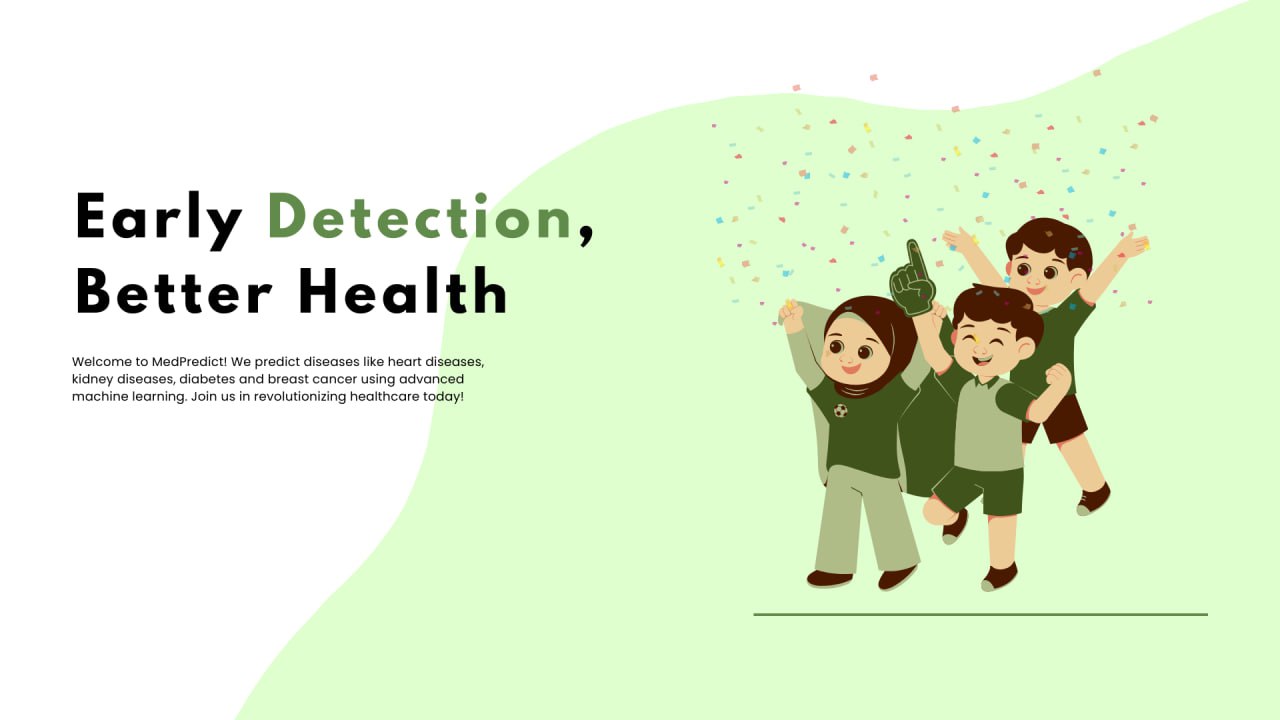 Early Detection,
Better Health
Welcome to MedPredict! We predict diseases like heart diseases,
kidney diseases, diabetes and breast cancer using advanced
machine learning. Join us in revolutionizing healthcare today!